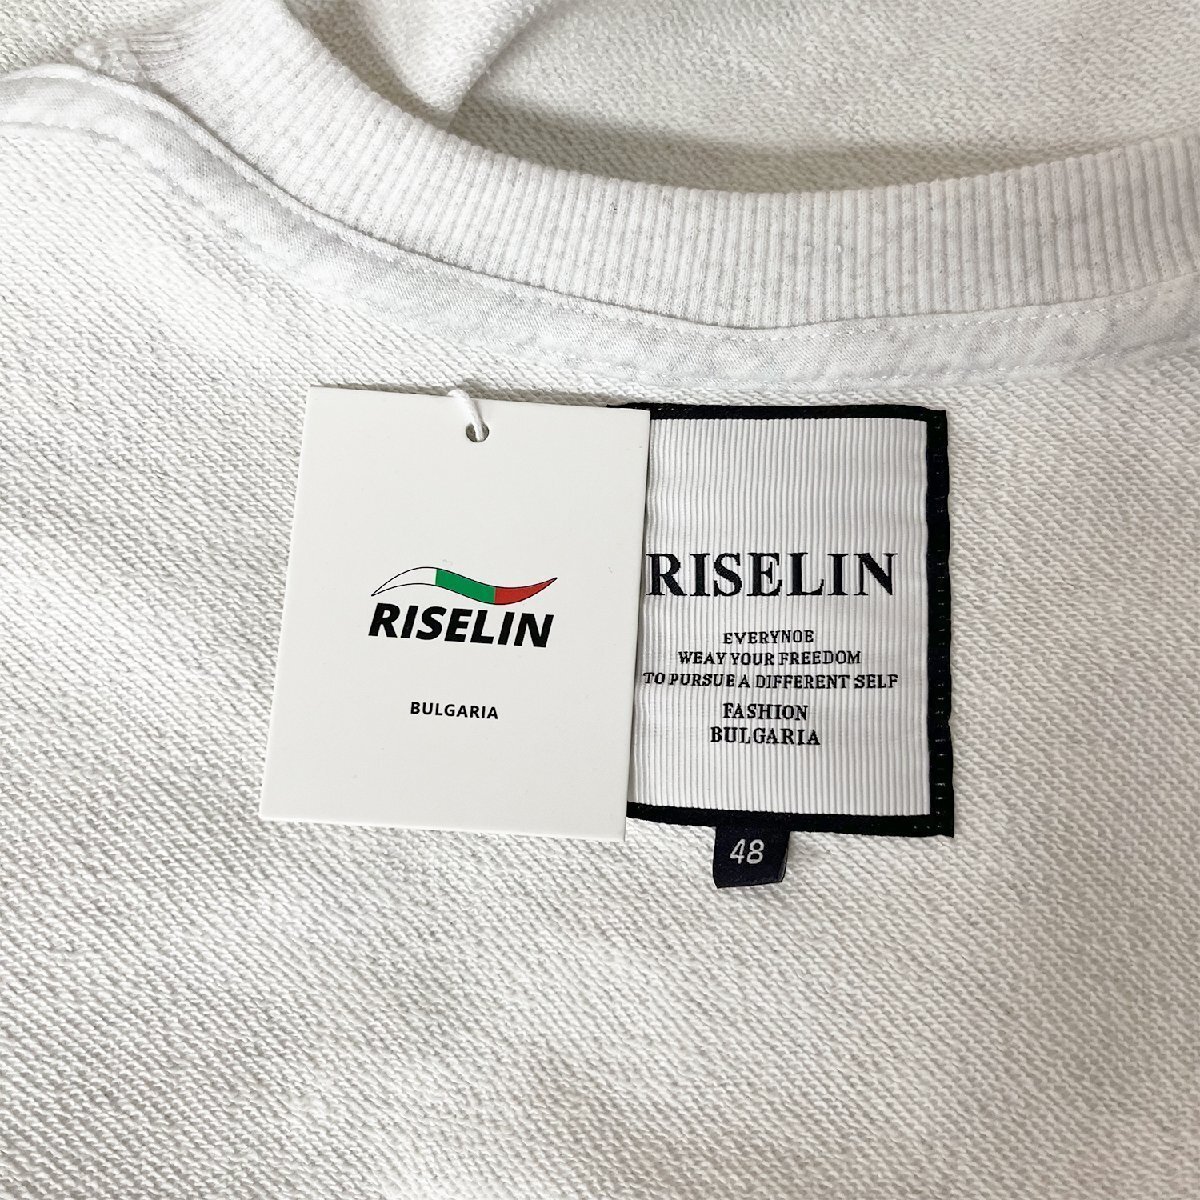 RISELIN
BULGARIA
RISELIN
EVERYNOE
WEAY YOUR FREEDOM
TO PURSUE A DIFFERENT SELF
FASHION
BULGARIA
48